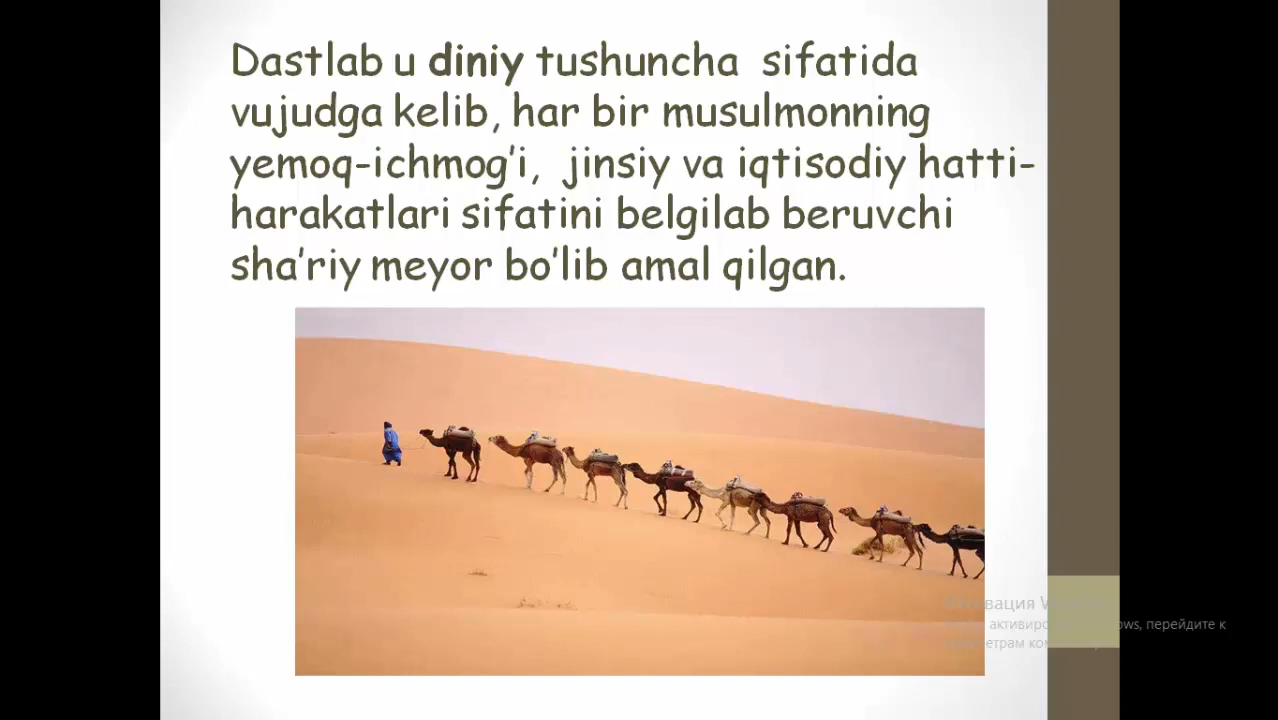 Dastlab u diniy tushuncha sifatida
vujudga kelib, har bir musulmonning
yemoq-ichmog’i, jinsiy va iqtisodiy hatti-
harakatlari sifatini belgilab beruvchi
sha’riy meyor bo’lib amal qilgan.
перейдите к